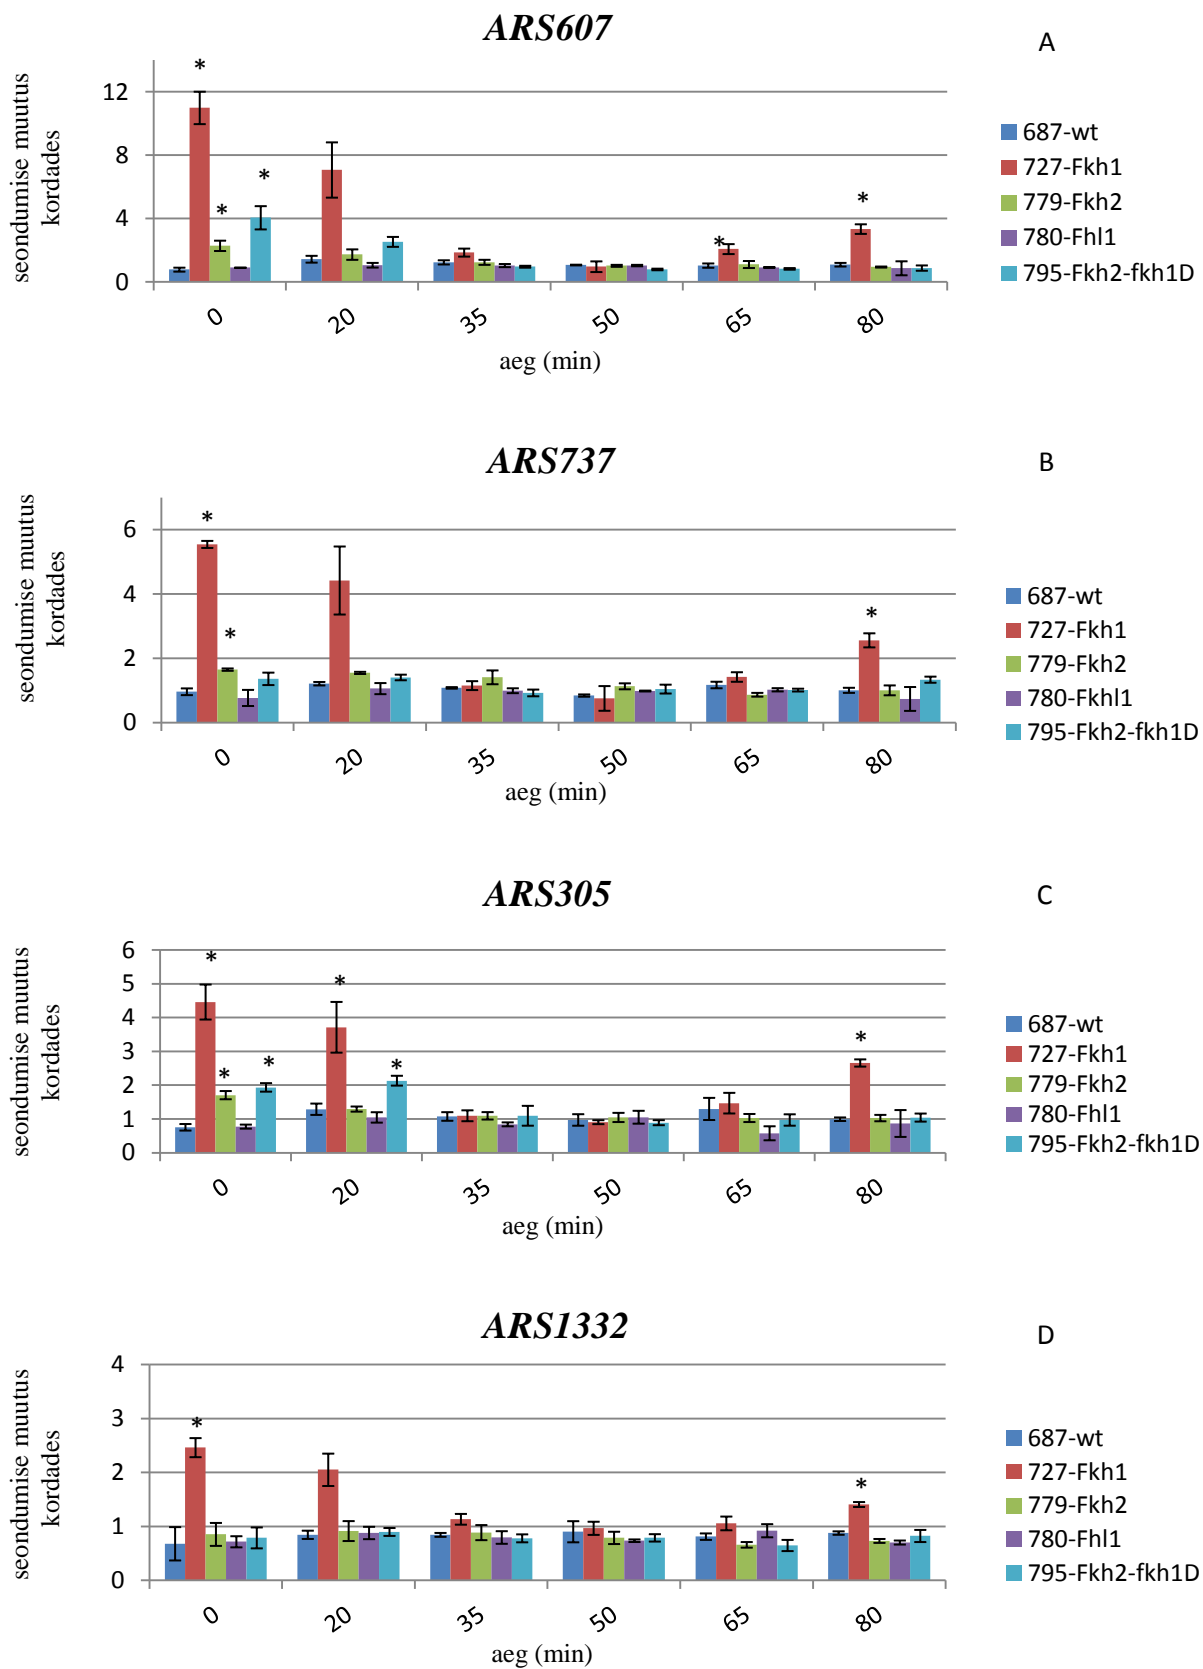 ARS607
A
seondumise muutus
kordades
12
8
4
0
*
*
*
*
*
0
20
35
50
65
80
aeg (min)
687-wt
727-Fkh1
779-Fkh2
780-Fhl1
795-Fkh2-fkh1D
ARS737
B
seondumise muutus
kordades
6
4
2
0
*
*
*
0
20
35
50
65
80
aeg (min)
687-wt
727-Fkh1
779-Fkh2
780-Fkhl1
795-Fkh2-fkh1D
ARS305
C
seondumise muutus
kordades
6
5
4
3
2
1
0
*
*
*
*
*
*
0
20
35
50
65
80
aeg (min)
687-wt
727-Fkh1
779-Fkh2
780-Fhl1
795-Fkh2-fkh1D
ARS1332
D
seondumise muutus
kordades
4
3
2
1
0
*
*
0
20
35
50
65
80
aeg (min)
687-wt
727-Fkh1
779-Fkh2
780-Fhl1
795-Fkh2-fkh1D